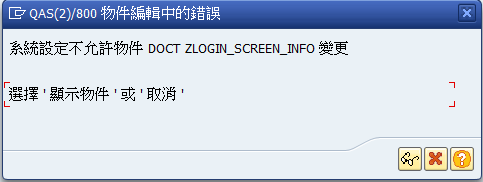 QAS(2)/800 物件編輯中的錯誤
系統設定不允許物件 DOCT ZLOGIN_SCREEN_INFO 變更
選擇 ' 顯示物件 ' 或 ' 取消 '